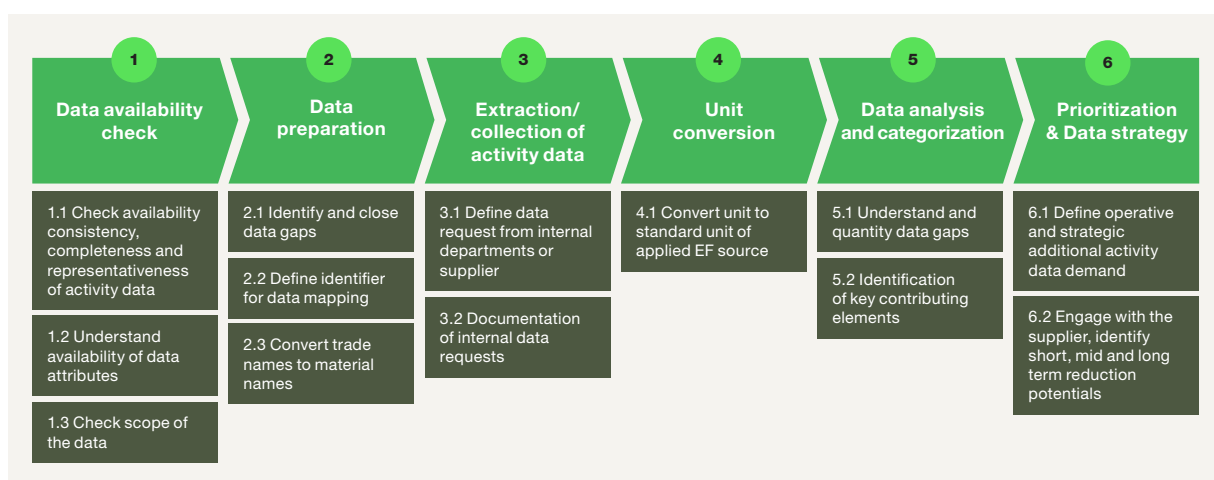 1
Data availability
check
1.1 Check availability
consistency,
completeness and
representativeness
of activity data
1.2 Understand
availability of data
attributes
1.3 Check scope of
the data
2
Data
preparation
2.1 Identify and close
data gaps
2.2 Define identifier
for data mapping
2.3 Convert trade
names to material
names
3
Extraction/
collection of
activity data
3.1 Define data
request from internal
departments or
supplier
3.2 Documentation
of internal data
requests
4
Unit
conversion
4.1 Convert unit to
standard unit of
applied EF source
5
Data analysis
and categorization
5.1 Understand and
quantity data gaps
5.2 Identification
of key contributing
elements
6
Prioritization
& Data strategy
6.1 Define operative
and strategic
additional activity
data demand
6.2 Engage with the
supplier, identify
short, mid and long
term reduction
potentials